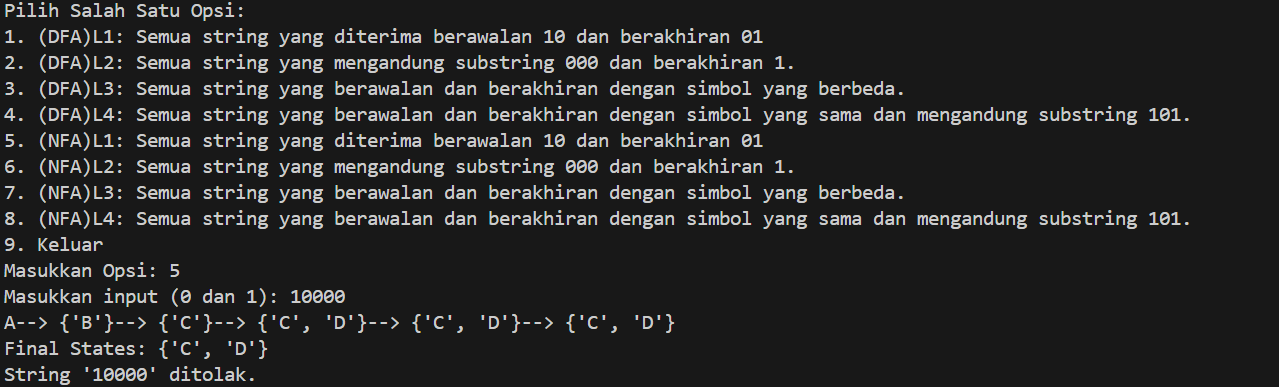 Pilih Salah Satu Opsi:
1. (DFA)L1: Semua string yang diterima berawalan 10 dan berakhiran 01
2. (DFA)L2: Semua string yang mengandung substring 000 dan berakhiran 1.
3. (DFA)L3: Semua string yang berawalan dan berakhiran dengan simbol yang berbeda.
4. (DFA)L4: Semua string yang berawalan dan berakhiran dengan simbol yang sama dan mengandung substring 101.
5. (NFA)L1: Semua string yang diterima berawalan 10 dan berakhiran 01
6. (NFA)L2: Semua string yang mengandung substring 000 dan berakhiran 1.
7. (NFA)L3: Semua string yang berawalan dan berakhiran dengan simbol yang berbeda.
8. (NFA)L4: Semua string yang berawalan dan berakhiran dengan simbol yang sama dan mengandung substring 101.
9. Keluar
Masukkan Opsi: 5
Masukkan input (0 dan 1): 10000
A--> {'B'}--> {'C'}--> {'C', 'D'}--> {'C', 'D'}--> {'C', 'D'}
Final States: {'C', 'D'}
String '10000' ditolak.